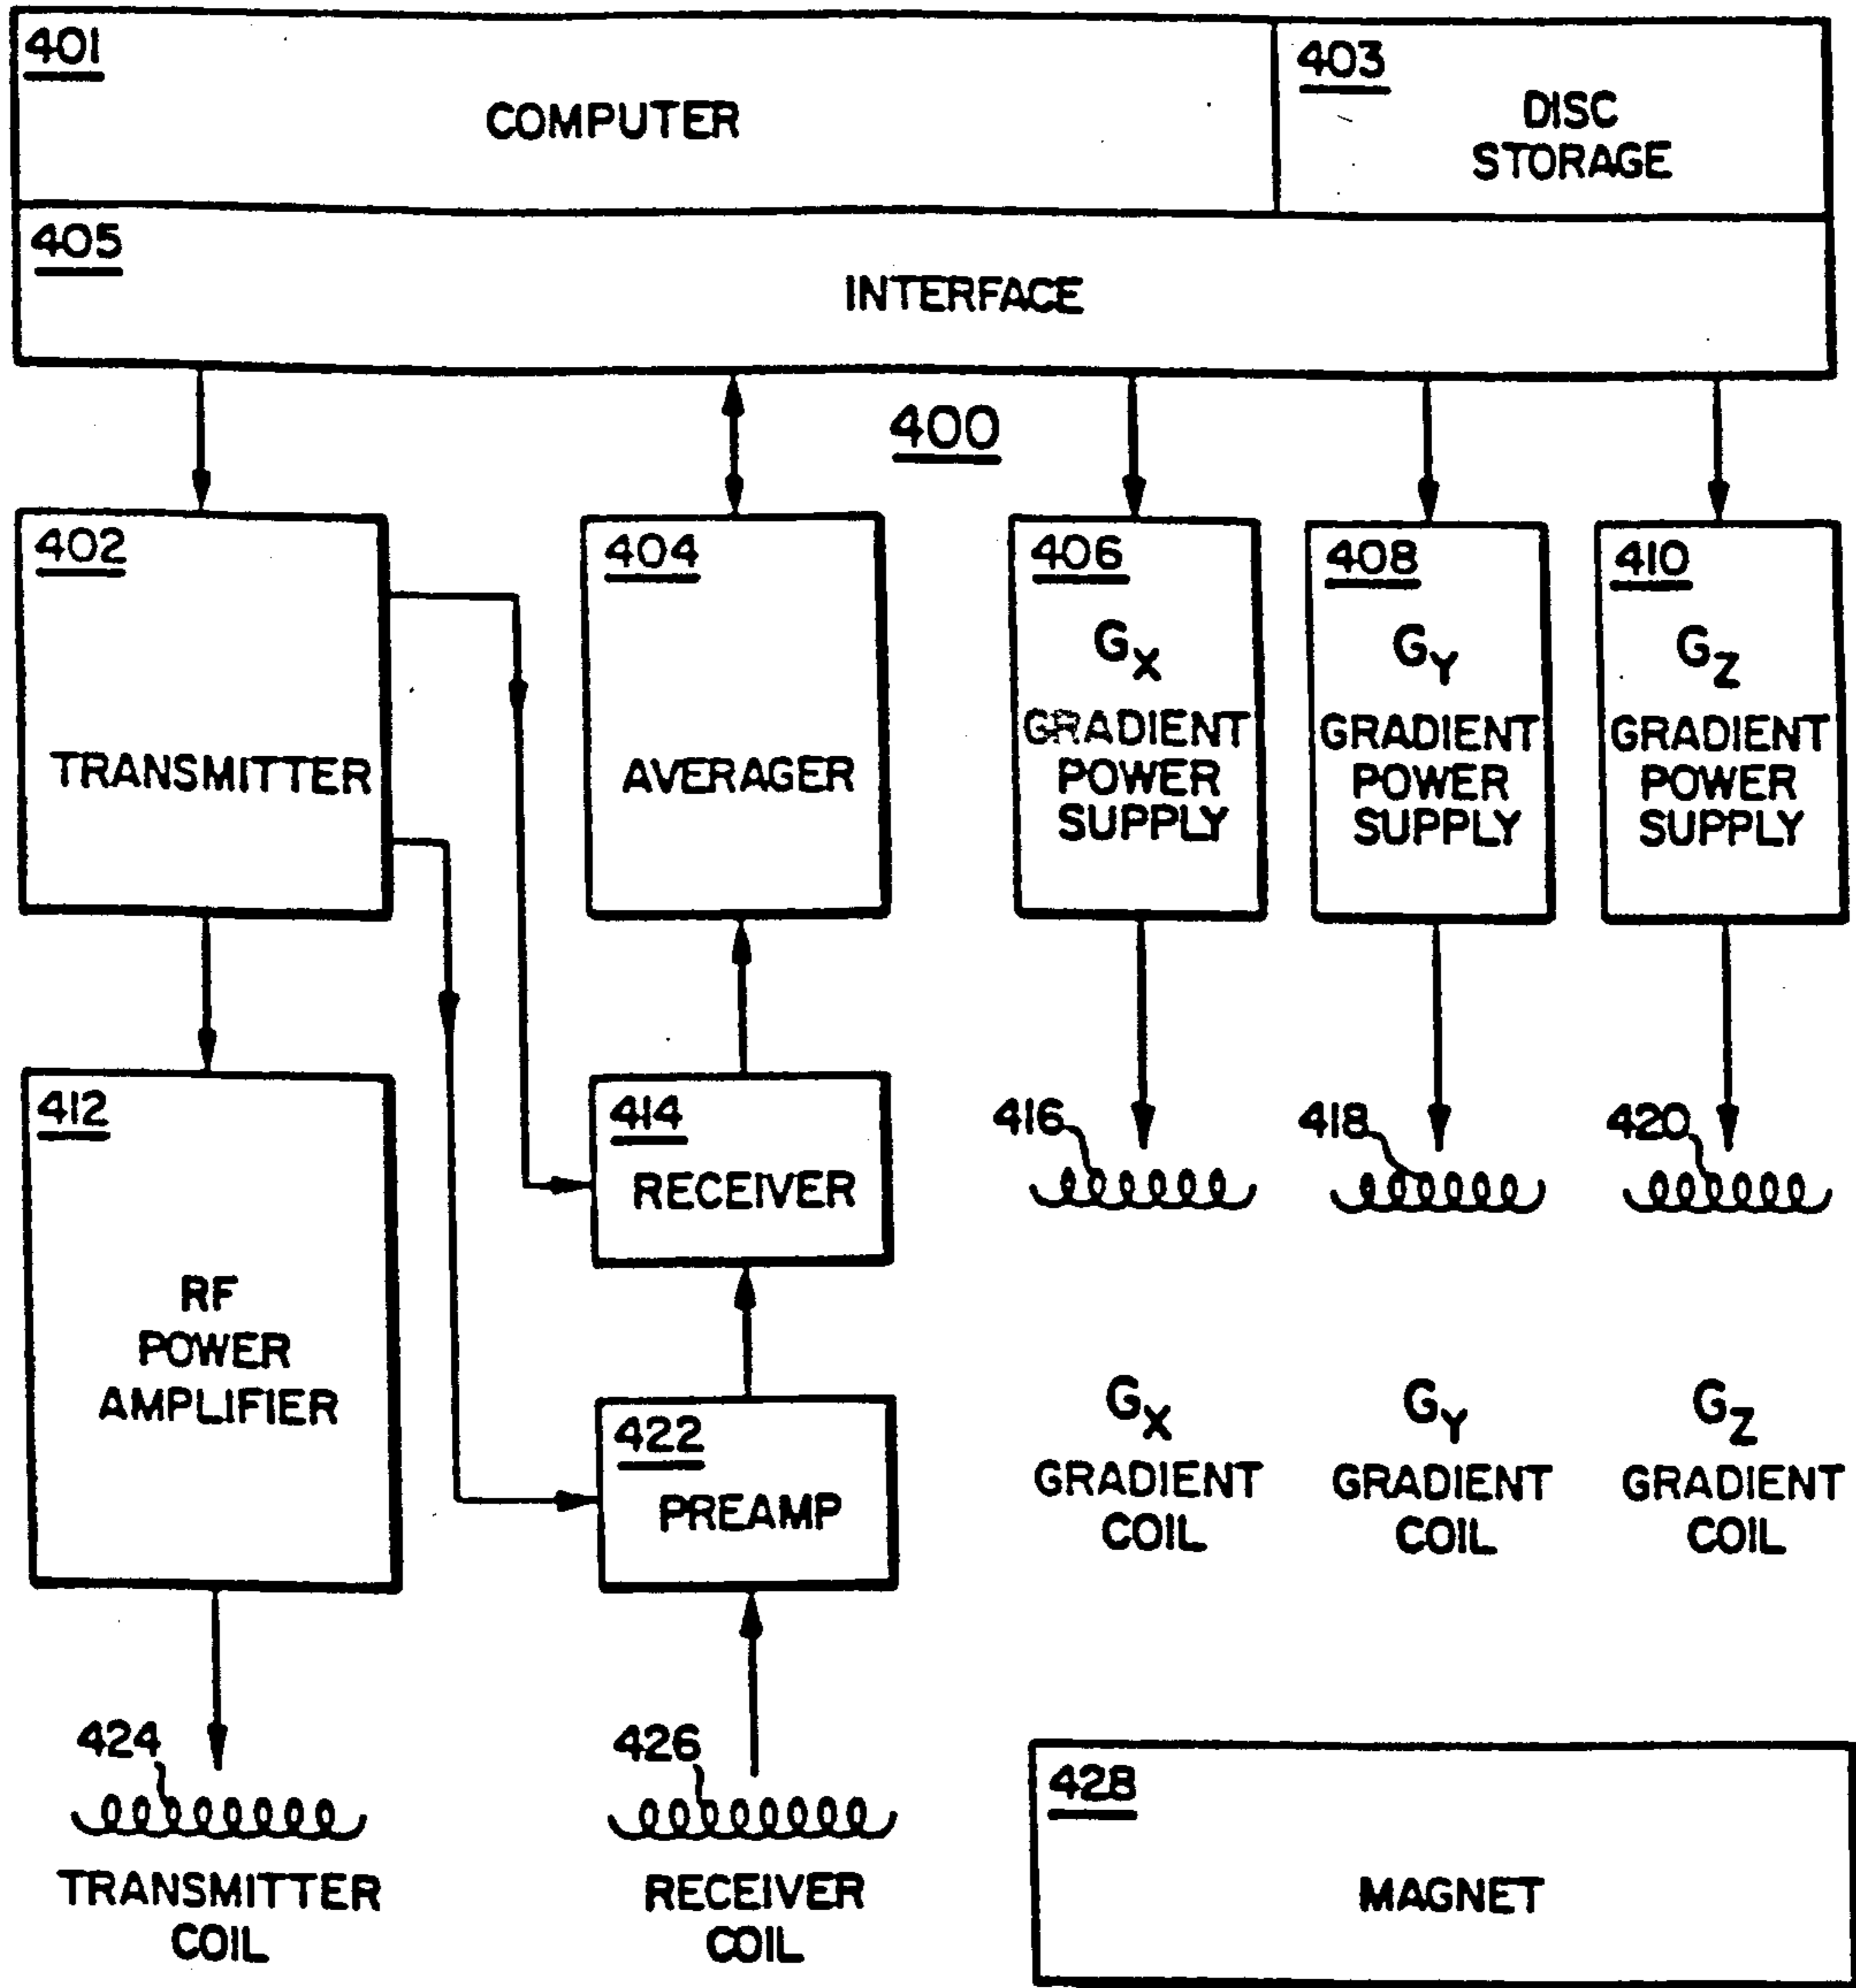 401
COMPUTER
403
DISC
STORAGE
405
INTERFACE
400
402
TRANSMITTER
404
AVERAGER
406
GX
GRADIENT
POWER
SUPPLY
408
GY
GRADIENT
POWER
SUPPLY
410
GZ
GRADIENT
POWER
SUPPLY
412
RF
POWER
AMPLIFIER
414
RECEIVER
416
418
420
422
PREAMP
GX
GRADIENT
COIL
GY
GRADIENT
COIL
GZ
GRADIENT
COIL
424
TRANSMITTER
COIL
426
RECEIVER
COIL
428
MAGNET